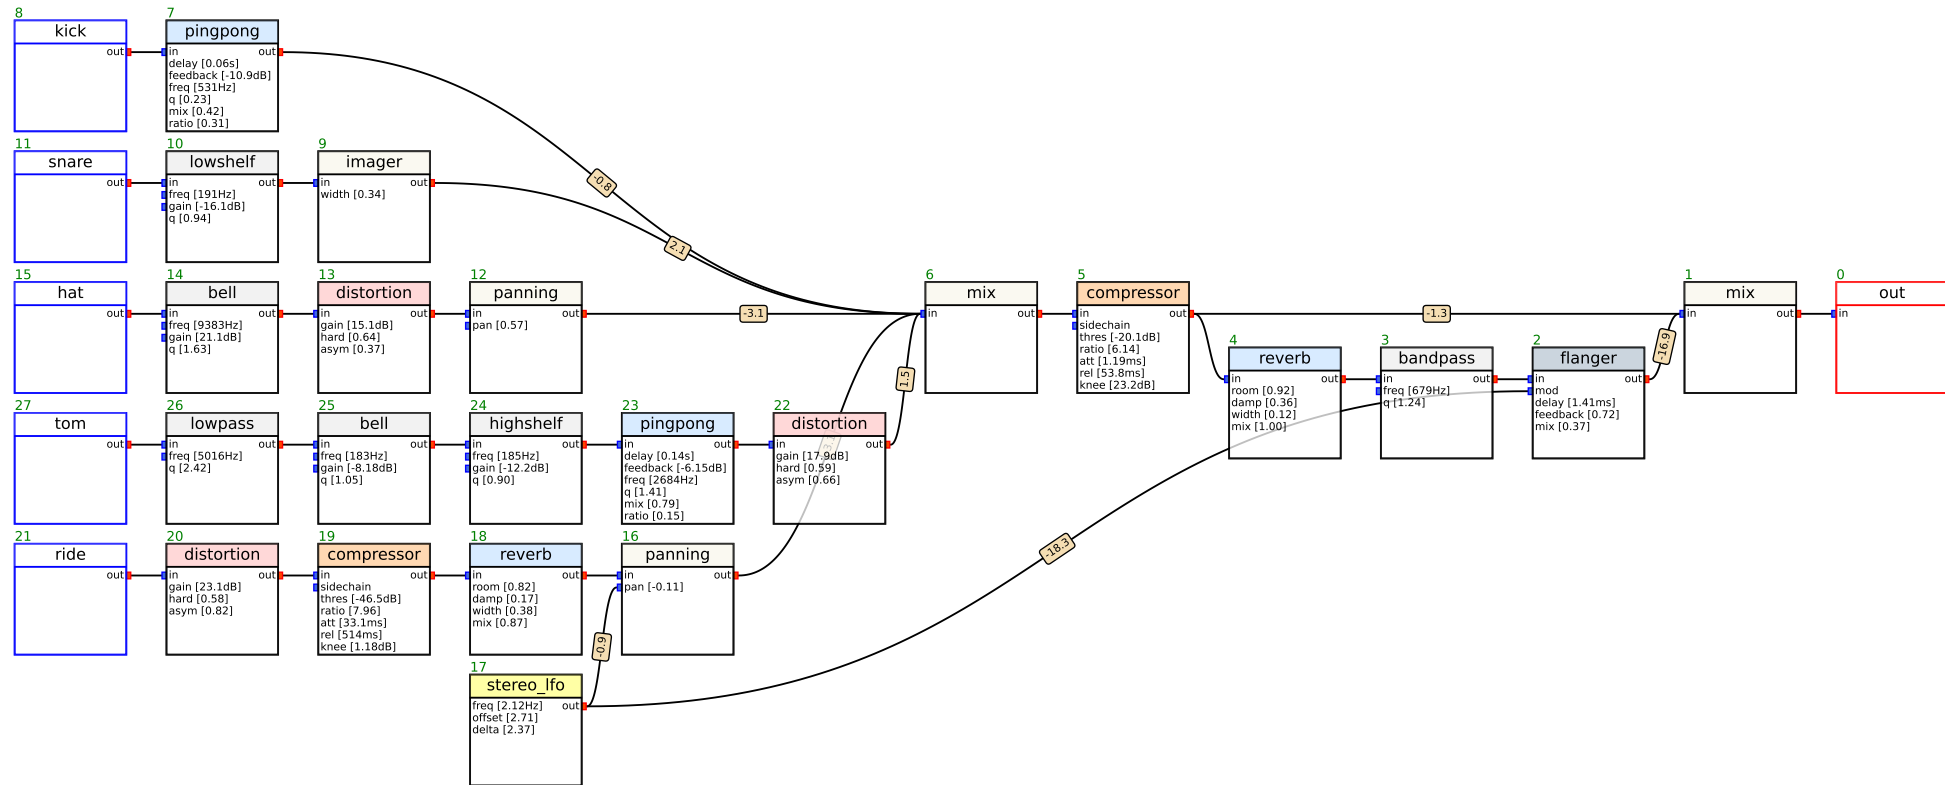 8
kick
out
7
pingpong
in out
delay [0.06s]
feedback [-10.9dB]
freq [531Hz]
q [0.23]
mix [0.42]
ratio [0.31]
-0.8
11
snare
out
10
lowshelf
in out
freq [191Hz]
gain [-16.1dB]
q [0.94]
9
imager
in out
width [0.34]
2.1
15
hat
out
14
bell
in out
freq [9383Hz]
gain [21.1dB]
q [1.63]
13
distortion
in out
gain [15.1dB]
hard [0.64]
asym [0.37]
12
panning
in out
pan [0.57]
-3.1
6
mix
in out
5
compressor
in out
sidechain
thres [-20.1dB]
ratio [6.14]
att [1.19ms]
rel [53.8ms]
knee [23.2dB]
-1.3
1
mix
in out
0
out
in
4
reverb
in out
room [0.92]
damp [0.36]
width [0.12]
mix [1.00]
3
bandpass
in out
freq [679Hz]
q [1.24]
2
flanger
in out
mod
delay [1.41ms]
feedback [0.72]
mix [0.37]
-16.9
27
tom
out
26
lowpass
in out
freq [5016Hz]
q [2.42]
25
bell
in out
freq [183Hz]
gain [-8.18dB]
q [1.05]
24
highshelf
in out
freq [185Hz]
gain [-12.2dB]
q [0.90]
23
pingpong
in out
delay [0.14s]
feedback [-6.15dB]
freq [2684Hz]
q [1.41]
mix [0.79]
ratio [0.15]
22
distortion
in out
gain [17.9dB]
hard [0.59]
asym [0.66]
1.5
21
ride
out
20
distortion
in out
gain [23.1dB]
hard [0.58]
asym [0.82]
19
compressor
in out
sidechain
thres [-46.5dB]
ratio [7.96]
att [33.1ms]
rel [514ms]
knee [1.18dB]
18
reverb
in out
room [0.82]
damp [0.17]
width [0.38]
mix [0.87]
16
panning
in out
pan [-0.11]
-0.9
-18.3
17
stereo_lfo
freq [2.12Hz] out
offset [2.71]
delta [2.37]